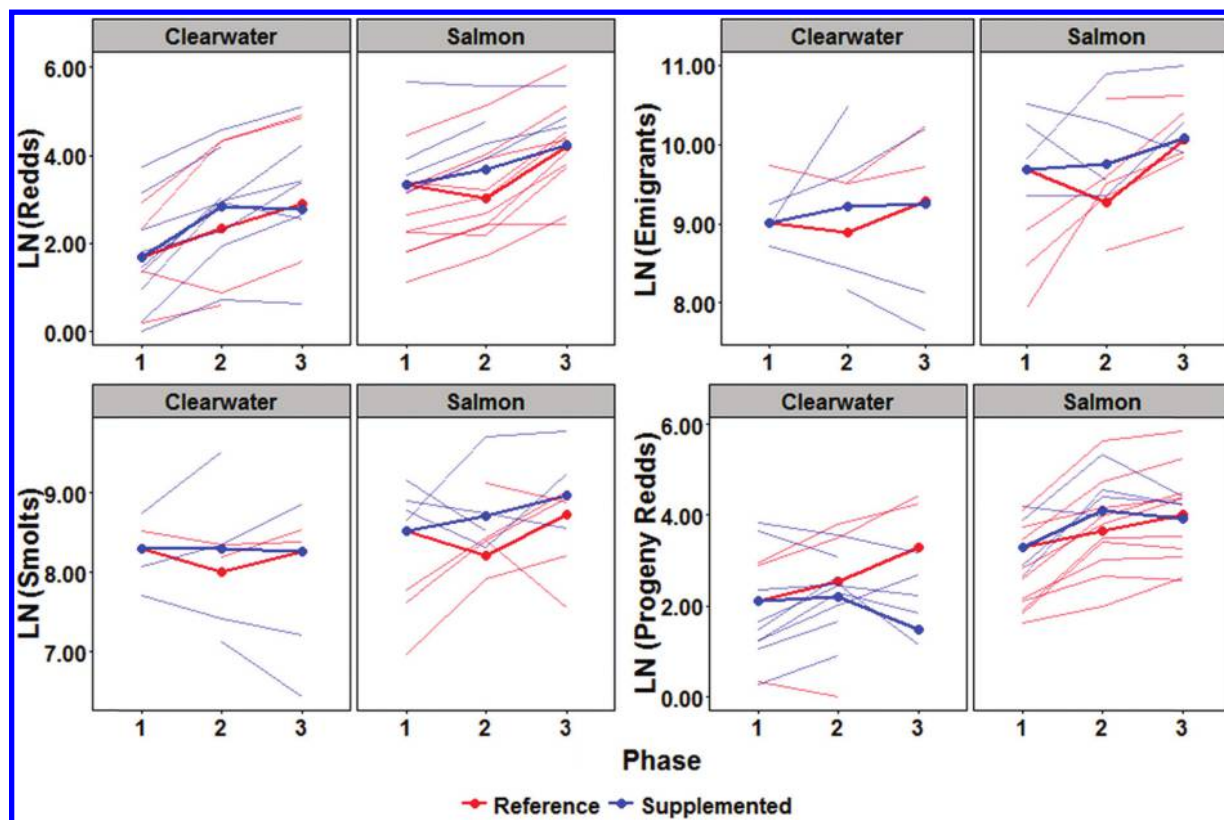 Clearwater Salmon
LN (Redds)
6.00
4.00
2.00
0.00
1 2 3 1 2 3
Clearwater Salmon
LN (Emigrants)
11.00
10.00
9.00
8.00
1 2 3 1 2 3
Clearwater Salmon
LN (Smolts)
9.00
8.00
7.00
1 2 3 1 2 3
Clearwater Salmon
LN (Progeny Redds)
6.00
4.00
2.00
0.00
1 2 3 1 2 3
Phase
Reference Supplemented